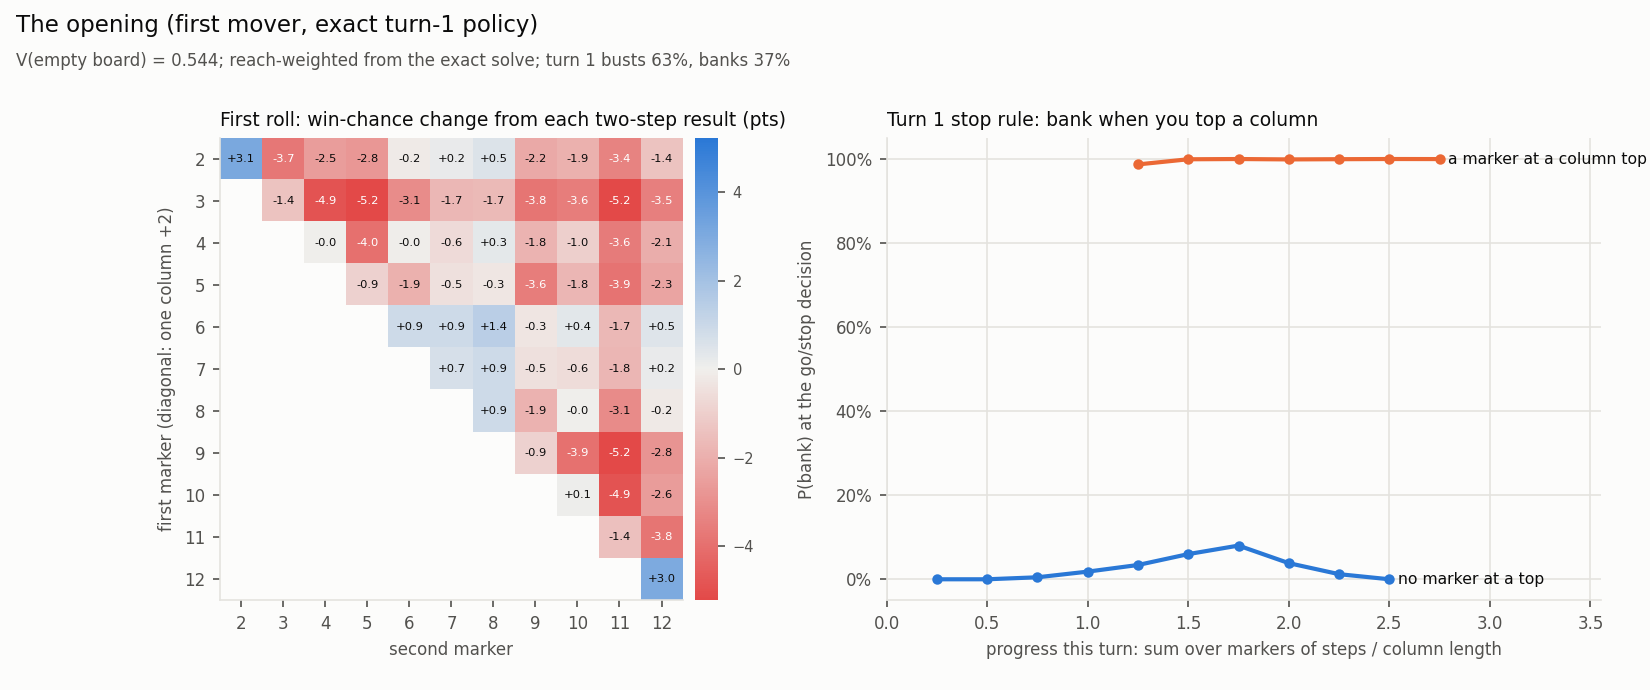 The opening (first mover, exact turn-1 policy)
V(empty board) = 0.544; reach-weighted from the exact solve; turn 1 busts 63%, banks 37%
First roll: win-chance change from each two-step result (pts)
first marker (diagonal: one column +2)
2 +3.1 -3.7 -2.5 -2.8 -0.2 +0.2 +0.5 -2.2 -1.9 -3.4 -1.4
3 -1.4 -4.9 -5.2 -3.1 -1.7 -1.7 -3.8 -3.6 -5.2 -3.5
4 -0.0 -4.0 -0.0 -0.6 +0.3 -1.8 -1.0 -3.6 -2.1
5 -0.9 -1.9 -0.5 -0.3 -3.6 -1.8 -3.9 -2.3
6 +0.9 +0.9 +1.4 -0.3 +0.4 -1.7 +0.5
7 +0.7 +0.9 -0.5 -0.6 -1.8 +0.2
8 +0.9 -1.9 -0.0 -3.1 -0.2
9 -0.9 -3.9 -5.2 -2.8
10 +0.1 -4.9 -2.6
11 -1.4 -3.8
12 +3.0
2 3 4 5 6 7 8 9 10 11 12
second marker
4
2
0
−2
−4
Turn 1 stop rule: bank when you top a column
P(bank) at the go/stop decision
100%
80%
60%
40%
20%
0%
a marker at a column top
no marker at a top
0.0 0.5 1.0 1.5 2.0 2.5 3.0 3.5
progress this turn: sum over markers of steps / column length